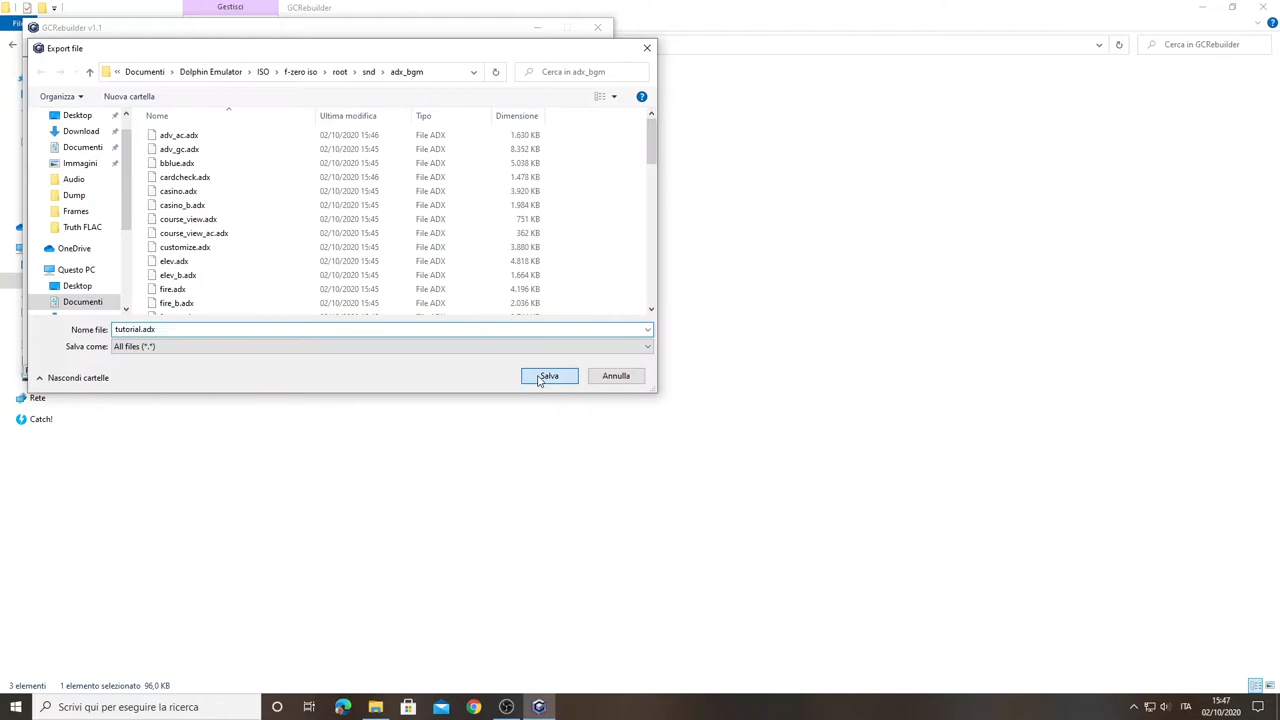 Gestisci
GCRebuilder
File
GCRebuilder v1.1
Export file
Cerca in GCRebuilder
« Documenti > Dolphin Emulator > ISO > f-zero iso > root > snd > adx_bgm
Cerca in adx_bgm
Organizza
Nuova cartella
Nome
Ultima modifica
Tipo
Dimensione
Desktop
Download
Documenti
Immagini
Audio
Dump
Frames
Truth FLAC
OneDrive
Questo PC
Desktop
Documenti
adv_ac.adx 02/10/2020 15:46 File ADX 1.630 KB
adv_gc.adx 02/10/2020 15:45 File ADX 8.352 KB
bblue.adx 02/10/2020 15:45 File ADX 5.038 KB
cardcheck.adx 02/10/2020 15:46 File ADX 1.478 KB
casino.adx 02/10/2020 15:45 File ADX 3.920 KB
casino_b.adx 02/10/2020 15:45 File ADX 1.984 KB
course_view.adx 02/10/2020 15:45 File ADX 751 KB
course_view_ac.adx 02/10/2020 15:45 File ADX 362 KB
customize.adx 02/10/2020 15:45 File ADX 3.880 KB
elev.adx 02/10/2020 15:45 File ADX 4.818 KB
elev_b.adx 02/10/2020 15:45 File ADX 1.664 KB
fire.adx 02/10/2020 15:45 File ADX 4.196 KB
fire_b.adx 02/10/2020 15:45 File ADX 2.036 KB
Nome file: tutorial.adx
Salva come: All files (*.*)
Nascondi cartelle
Salva
Annulla
Rete
Catch!
3 elementi 1 elemento selezionato 96,0 KB
Scrivi qui per eseguire la ricerca
ITA
15:47
02/10/2020